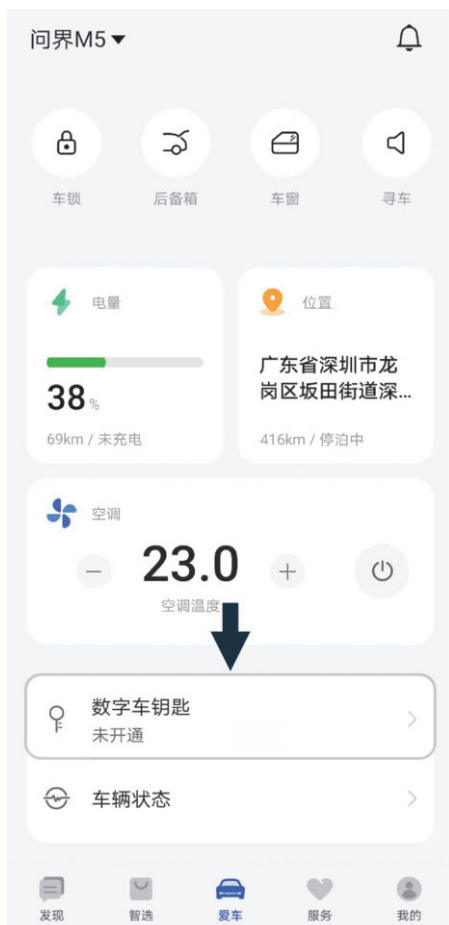 问界M5
车锁
后备箱
车窗
寻车
电量
38%
69km / 未充电
位置
广东省深圳市龙
岗区坂田街道深...
416km / 停泊中
空调
23.0
空调温度
数字车钥匙
未开通
车辆状态
发现
智选
爱车
服务
我的